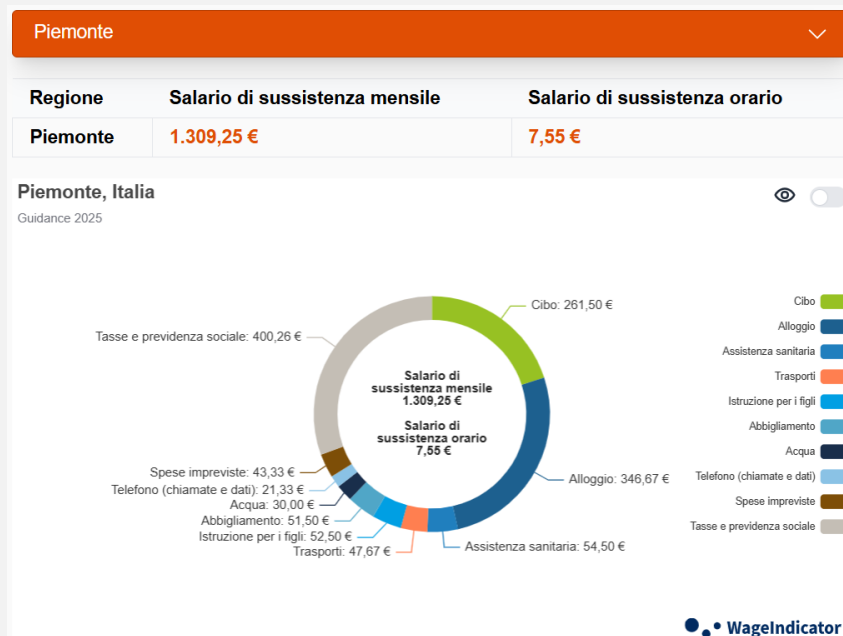 Piemonte
Regione Salario di sussistenza mensile Salario di sussistenza orario
Piemonte 1.309,25 € 7,55 €
Piemonte, Italia
Guidance 2025
Cibo: 261,50 €
Tasse e previdenza sociale: 400,26 €
Salario di
sussistenza mensile
1.309,25 €
Salario di
sussistenza orario
7,55 €
Alloggio: 346,67 €
Spese impreviste: 43,33 €
Telefono (chiamate e dati): 21,33 €
Acqua: 30,00 €
Abbigliamento: 51,50 €
Istruzione per i figli: 52,50 €
Trasporti: 47,67 €
Assistenza sanitaria: 54,50 €
Cibo
Alloggio
Assistenza sanitaria
Trasporti
Istruzione per i figli
Abbigliamento
Acqua
Telefono (chiamate e dati)
Spese impreviste
Tasse e previdenza sociale
WageIndicator